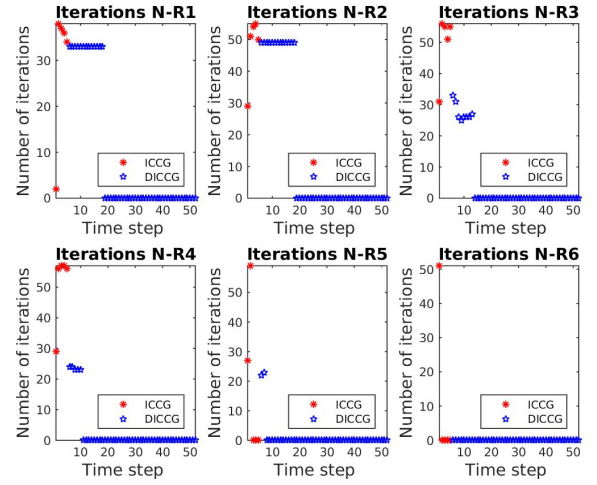 Iterations N-R1
Number of iterations
30
20
10
0
10 20 30 40 50
Time step
ICCG
DICCG
Iterations N-R2
Number of iterations
50
40
30
20
10
0
10 20 30 40 50
Time step
ICCG
DICCG
Iterations N-R3
Number of iterations
50
40
30
20
10
0
10 20 30 40 50
Time step
ICCG
DICCG
Iterations N-R4
Number of iterations
50
40
30
20
10
0
10 20 30 40 50
Time step
ICCG
DICCG
Iterations N-R5
Number of iterations
50
40
30
20
10
0
10 20 30 40 50
Time step
ICCG
DICCG
Iterations N-R6
Number of iterations
50
40
30
20
10
0
10 20 30 40 50
Time step
ICCG
DICCG